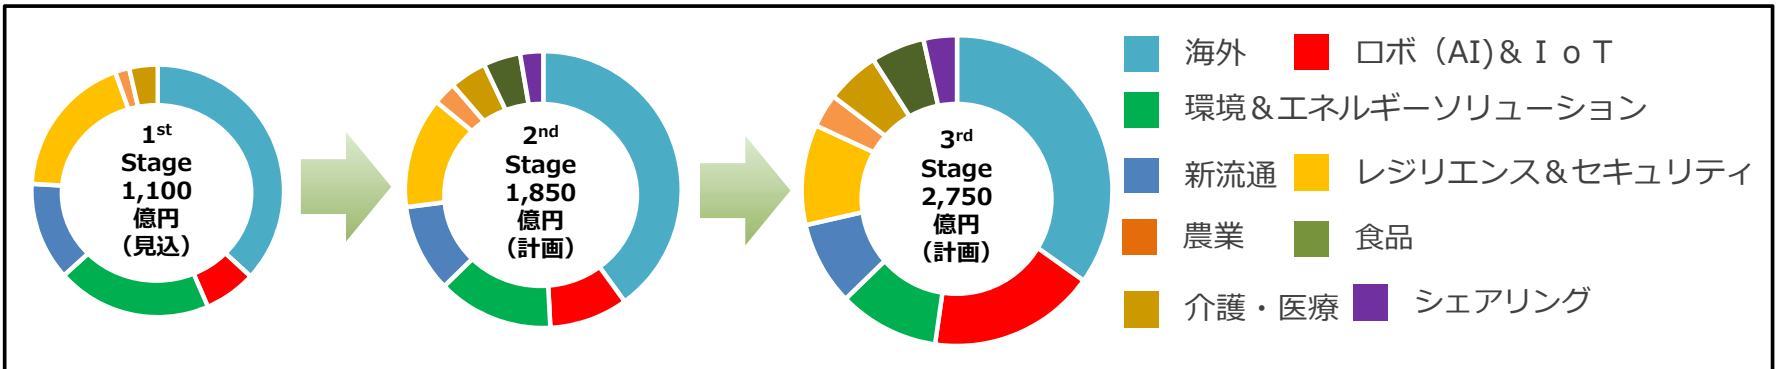 1st
Stage
1,100
億円
（見込）
2nd
Stage
1,850
億円
（計画）
3rd
Stage
2,750
億円
（計画）
海外
ロボ（AI)＆ＩｏＴ
環境＆エネルギーソリューション
新流通
レジリエンス＆セキュリティ
農業
食品
介護・医療
シェアリング